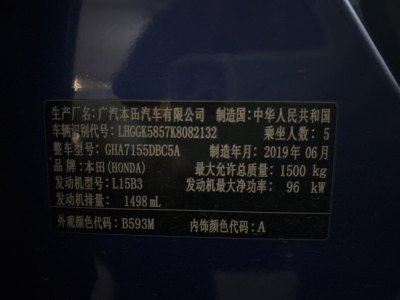 生产厂名:广汽本田汽车有限公司 制造国:中华人民共和国
车辆识别代号:LHGGK5857K8082132 乘坐人数:5
整车型号:GHA7155DBC5A 制造年月:2019年06月
品牌:本田(HONDA) 最大允许总质量:1500 kg
发动机型号:L15B3 发动机最大净功率:96 kW
发动机排量:1498 mL
外观颜色代码:B593M 内饰颜色代码:A